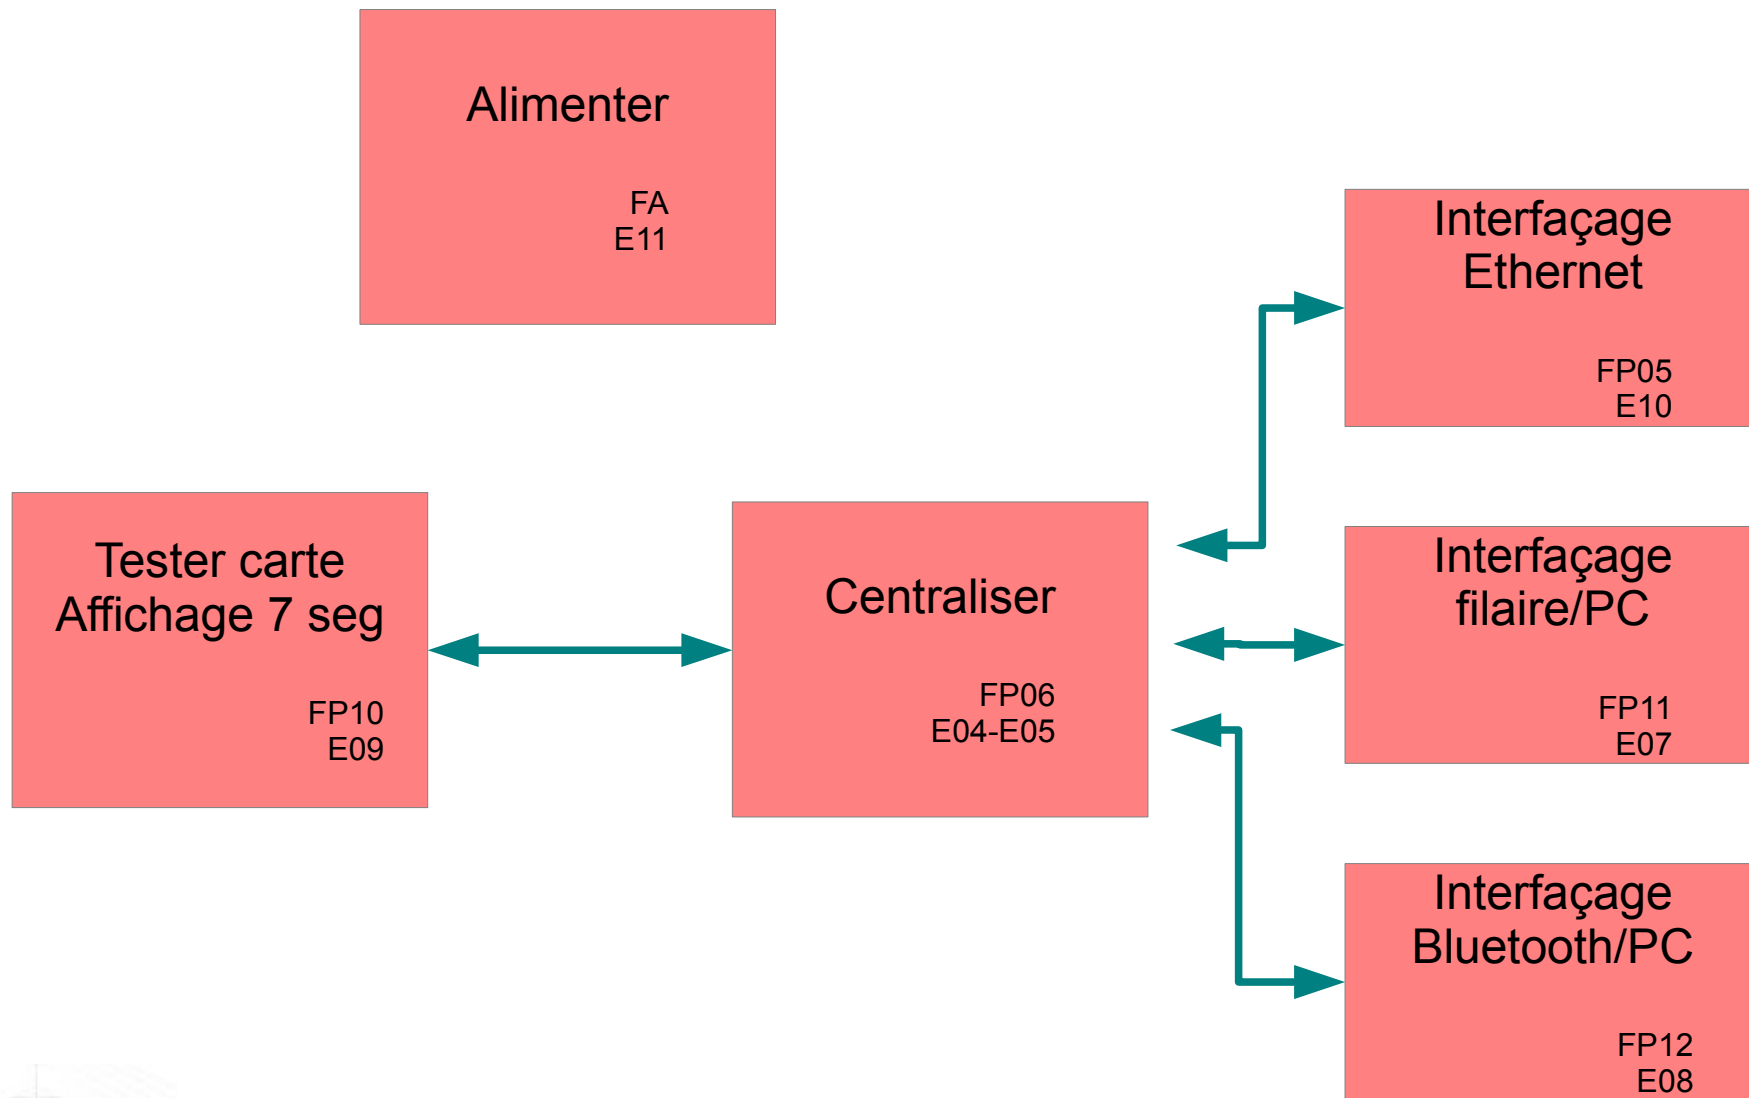 Alimenter
FA
E11
Interfaçage
Ethernet
FP05
E10
Tester carte
Affichage 7 seg
FP10
E09
Centraliser
FP06
E04-E05
Interfaçage
filaire/PC
FP11
E07
Interfaçage
Bluetooth/PC
FP12
E08